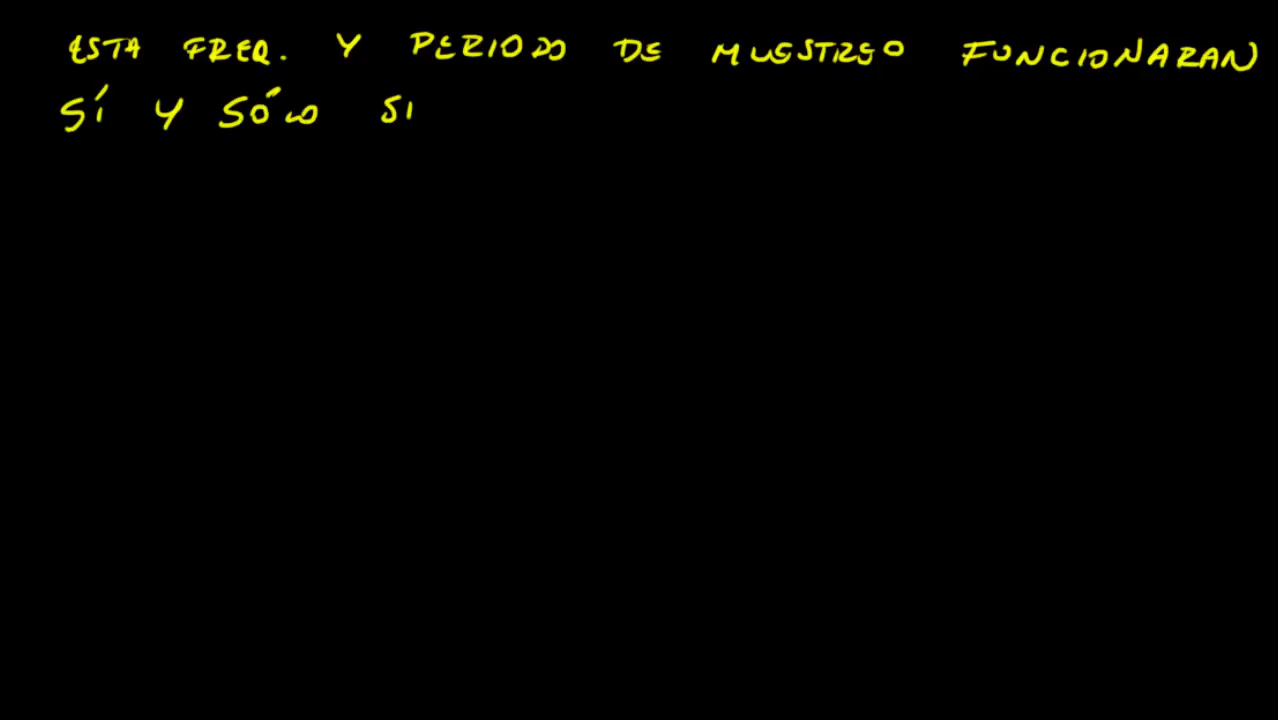 ESTA FREQ. Y PERIODO DE MUESTREO FUNCIONARAN
SÍ Y SÓLO SI